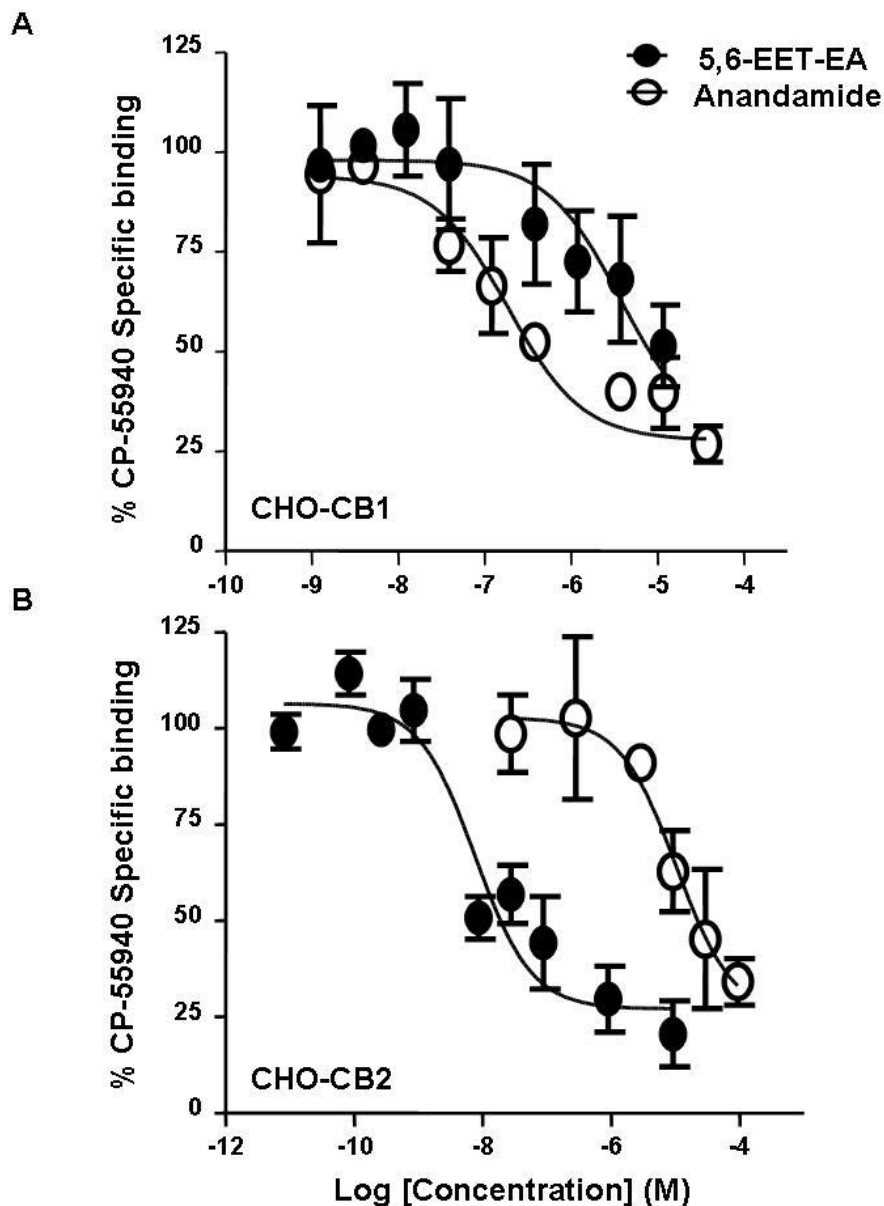 A
125
100
75
50
25
0
% CP-55940 Specific binding
5,6-EET-EA
Anandamide
CHO-CB1
-10 -9 -8 -7 -6 -5 -4
B
125
100
75
50
25
0
% CP-55940 Specific binding
CHO-CB2
-12 -10 -8 -6 -4
Log [Concentration] (M)